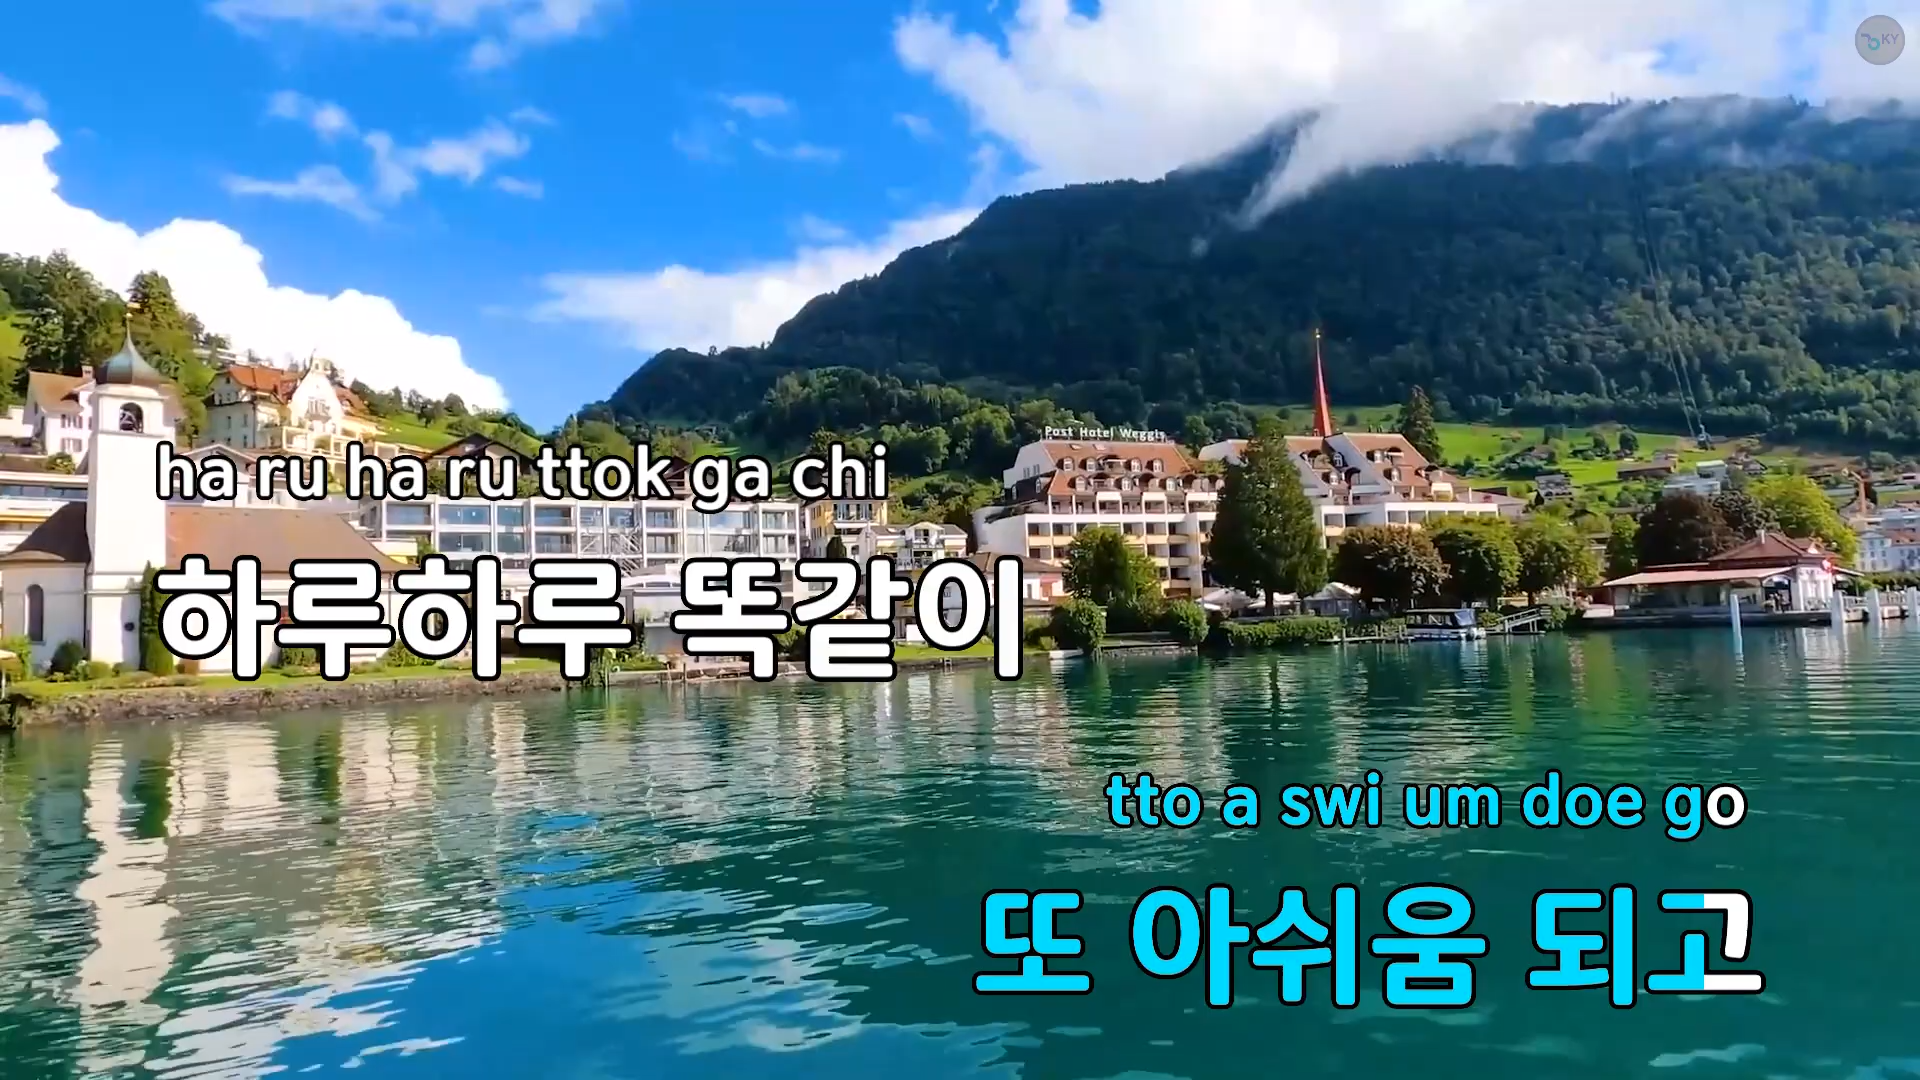 KY
Post Hotel Weggis
ha ru ha ru ttok ga chi
하루하루 똑같이
tto a swi um doe go
또 아쉬움 되고